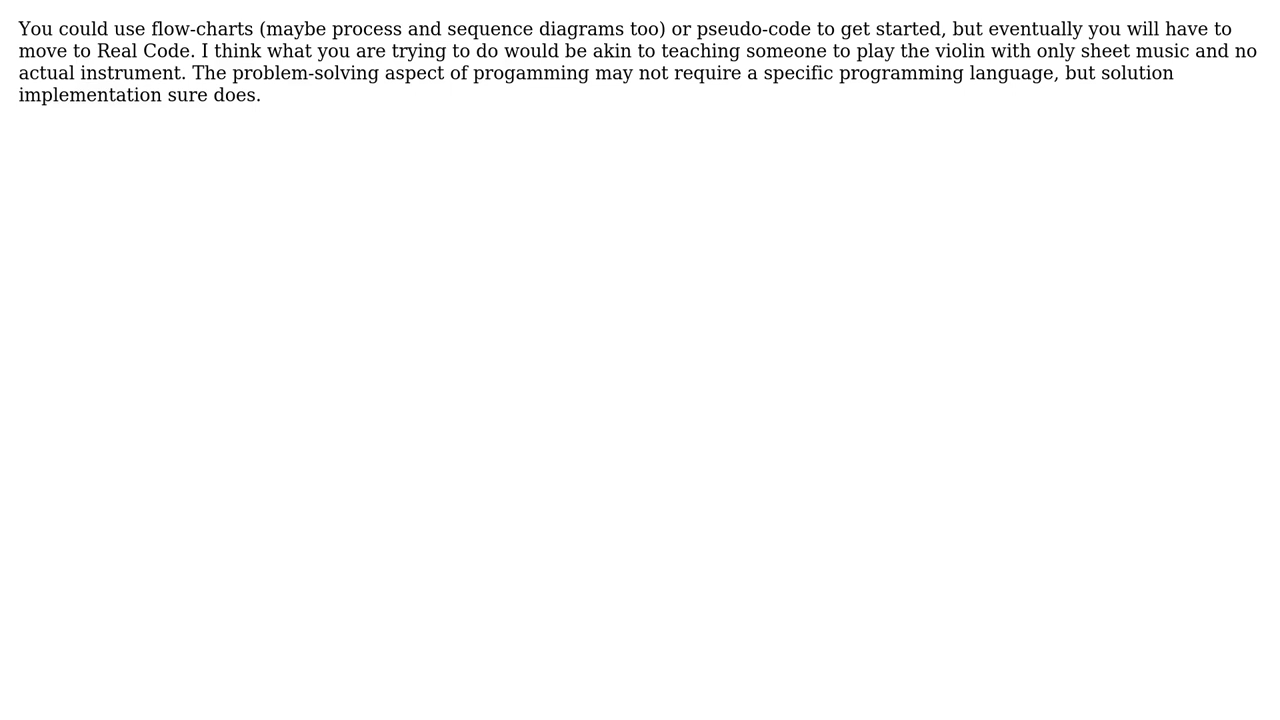 You could use flow-charts (maybe process and sequence diagrams too) or pseudo-code to get started, but eventually you will have to
move to Real Code. I think what you are trying to do would be akin to teaching someone to play the violin with only sheet music and no
actual instrument. The problem-solving aspect of progamming may not require a specific programming language, but solution
implementation sure does.